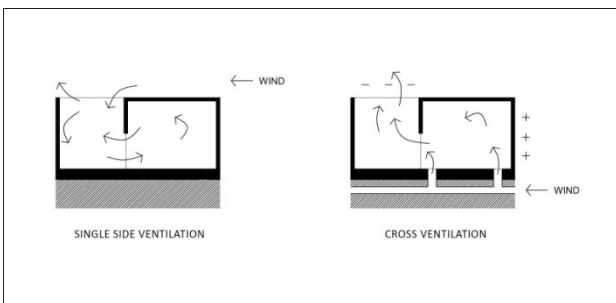 WIND
WIND
SINGLE SIDE VENTILATION
CROSS VENTILATION